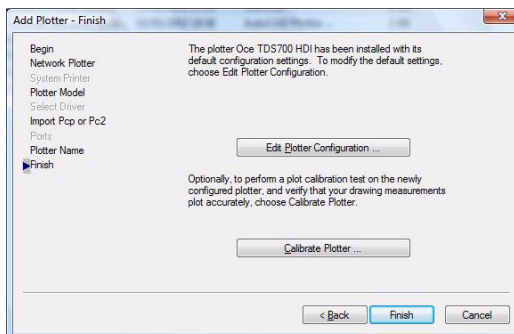 Add Plotter - Finish
Begin
Network Plotter
System Printer
Plotter Model
Select Driver
Import Pcp or Pc2
Ports
Plotter Name
Finish
The plotter Oce TDS700 HDI has been installed with its
default configuration settings. To modify the default settings,
choose Edit Plotter Configuration.
Edit Plotter Configuration ...
Optionally, to perform a plot calibration test on the newly
configured plotter, and verify that your drawing measurements
plot accurately, choose Calibrate Plotter.
Calibrate Plotter ...
< Back
Finish
Cancel